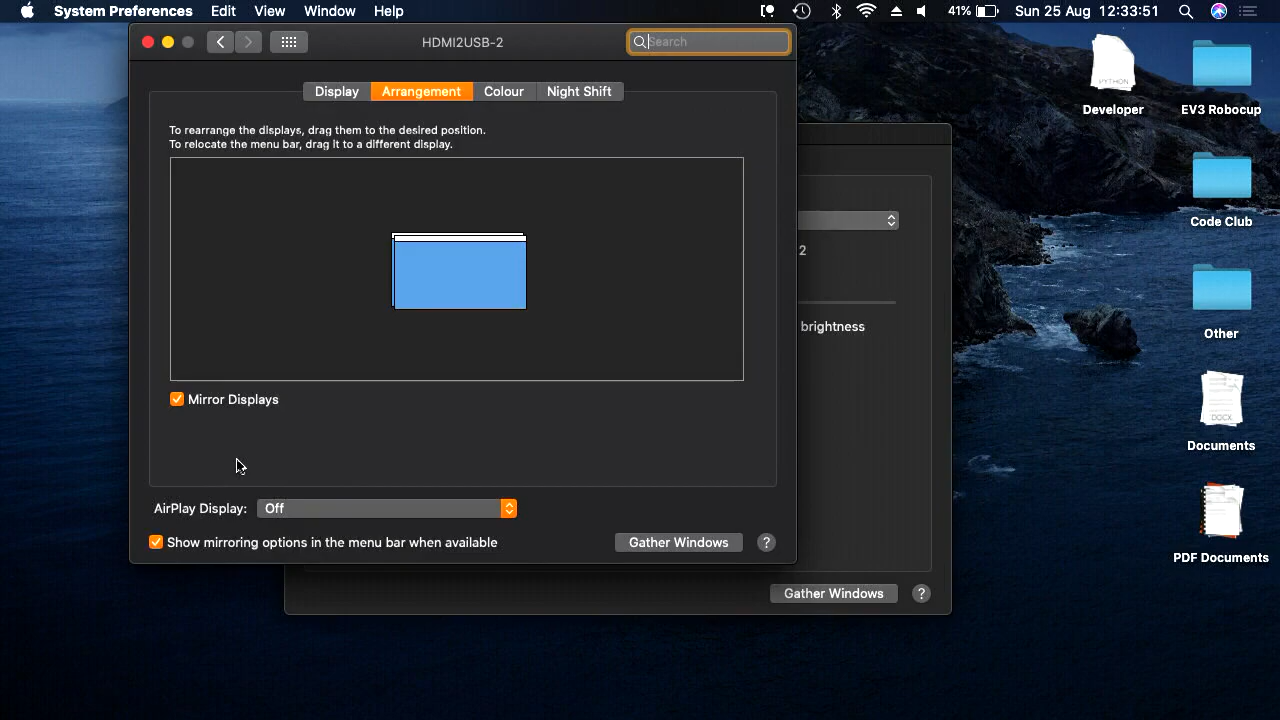 System Preferences Edit View Window Help 41% Sun 25 Aug 12:33:51
HDMI2USB-2
Search
Display Arrangement Colour Night Shift
To rearrange the displays, drag them to the desired position.
To relocate the menu bar, drag it to a different display.
Mirror Displays
AirPlay Display: Off
Show mirroring options in the menu bar when available
Gather Windows ?
2
brightness
Gather Windows ?
PYTHON
Developer
EV3 Robocup
Code Club
Other
DOCX
Documents
PDF Documents